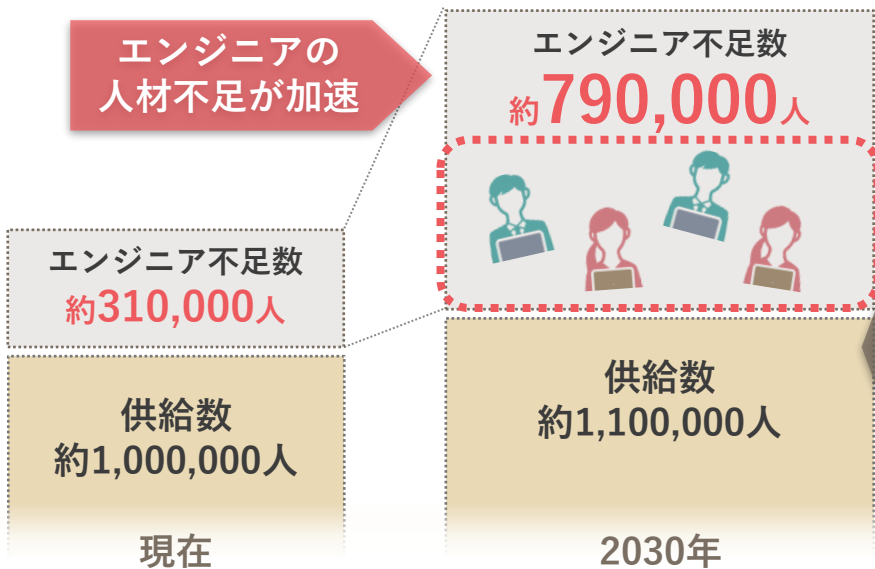 エンジニアの
人材不足が加速
エンジニア不足数
約790,000人
エンジニア不足数
約310,000人
供給数
約1,000,000人
供給数
約1,100,000人
現在
2030年